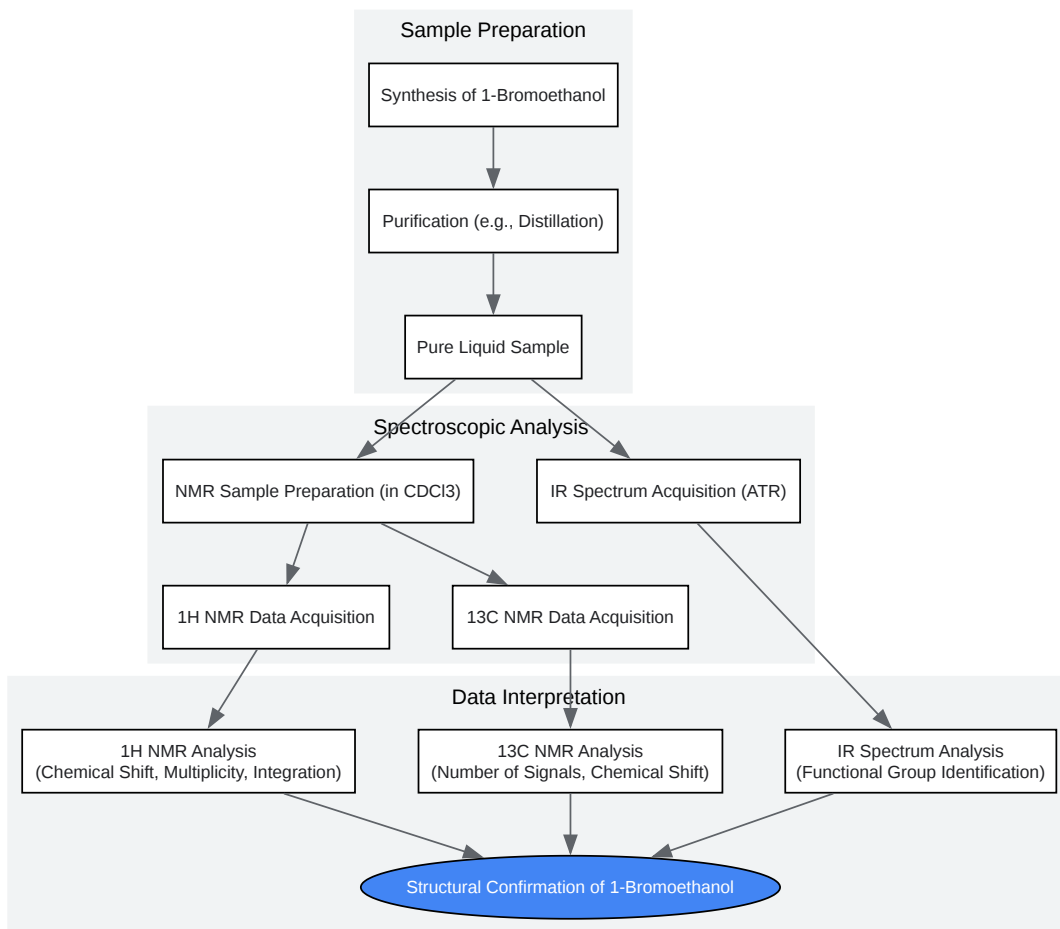 Sample Preparation
Synthesis of 1-Bromoethanol
Purification (e.g., Distillation)
Pure Liquid Sample
Spectroscopic Analysis
NMR Sample Preparation (in CDCl3)
IR Spectrum Acquisition (ATR)
1H NMR Data Acquisition
13C NMR Data Acquisition
Data Interpretation
1H NMR Analysis
(Chemical Shift, Multiplicity, Integration)
13C NMR Analysis
(Number of Signals, Chemical Shift)
IR Spectrum Analysis
(Functional Group Identification)
Structural Confirmation of 1-Bromoethanol